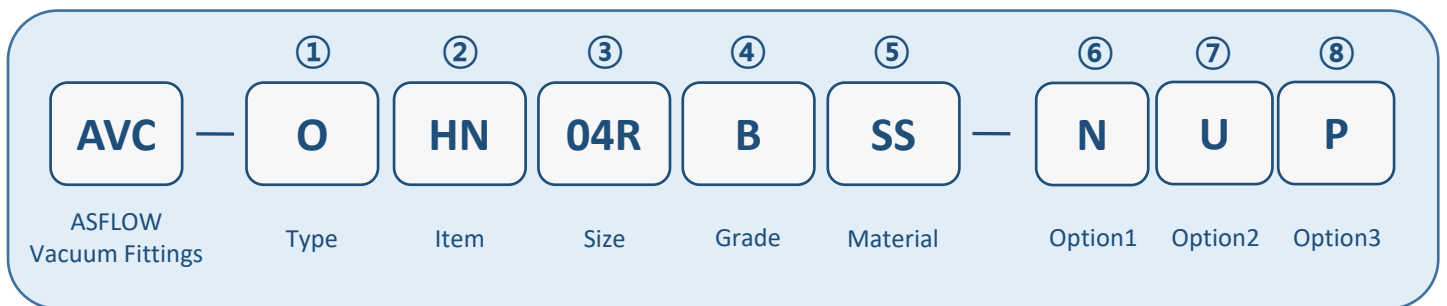 ① ② ③ ④ ⑤ ⑥ ⑦ ⑧
AVC — O HN 04R B SS — N U P
ASFLOW
Vacuum Fittings Type Item Size Grade Material Option1 Option2 Option3